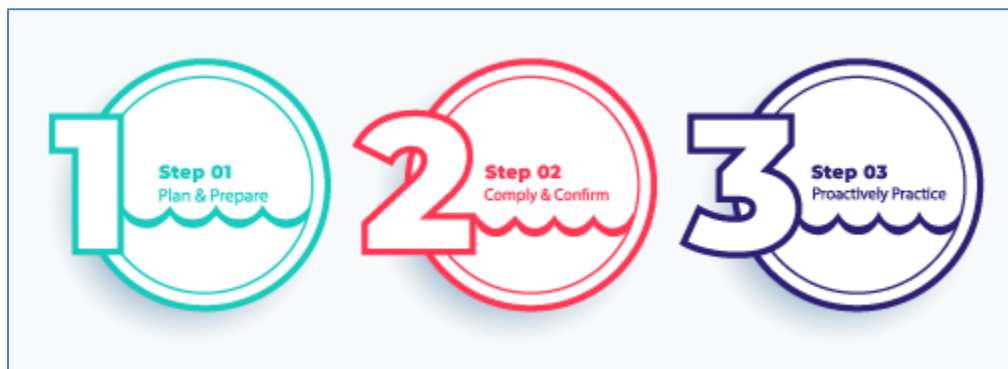 1
Step 01
Plan & Prepare
2
Step 02
Comply & Confirm
3
Step 03
Proactively Practice